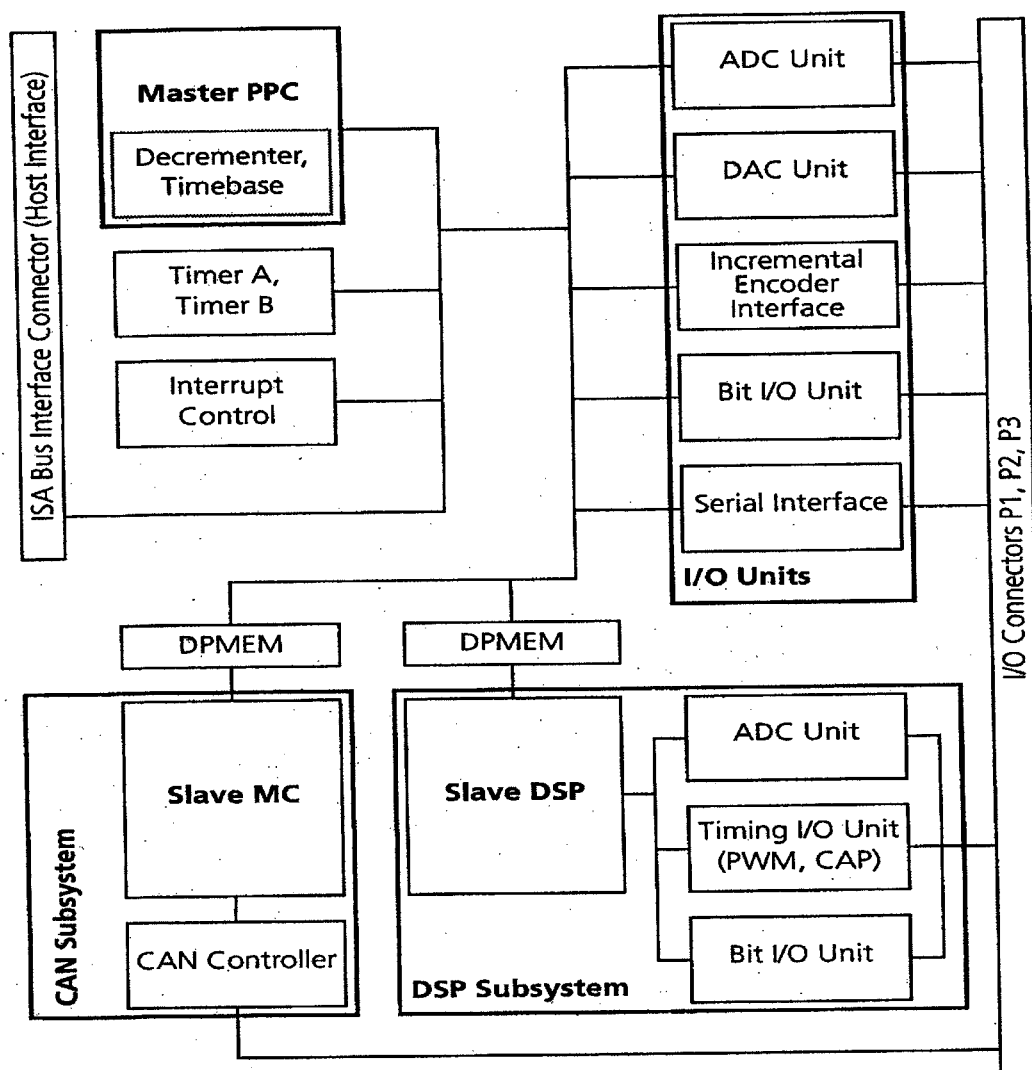 ISA Bus Interface Connector (Host Interface)
Master PPC
Decrementer,
Timebase
Timer A,
Timer B
Interrupt
Control
ADC Unit
DAC Unit
Incremental
Encoder
Interface
Bit I/O Unit
Serial Interface
I/O Units
I/O Connectors P1, P2, P3
DPMEM
DPMEM
Slave MC
CAN Controller
CAN Subsystem
Slave DSP
ADC Unit
Timing I/O Unit
(PWM, CAP)
Bit I/O Unit
DSP Subsystem